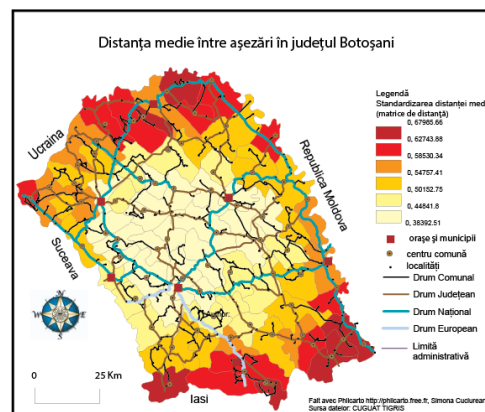 Distanța medie între așezări în județul Botoșani
Legendă
Standardizarea distanței med
(matrice de distanță)
0, 67965.66
0, 62743.88
0, 58530.34
0, 54757.41
0, 50152.75
0, 44841.8
0, 38392.51
orașe și municipii
centru comună
localități
Drum Comunal
Drum Județean
Drum Național
Drum European
Limită
administrativă
Ucraina
Republica Moldova
Suceava
Iasi
N
W E
S
0 25 Km
Fait avec Philcarto http://philcarto.free.fr, Simona Cuciurean
Sursa datelor: CUGUAT TIGRIS